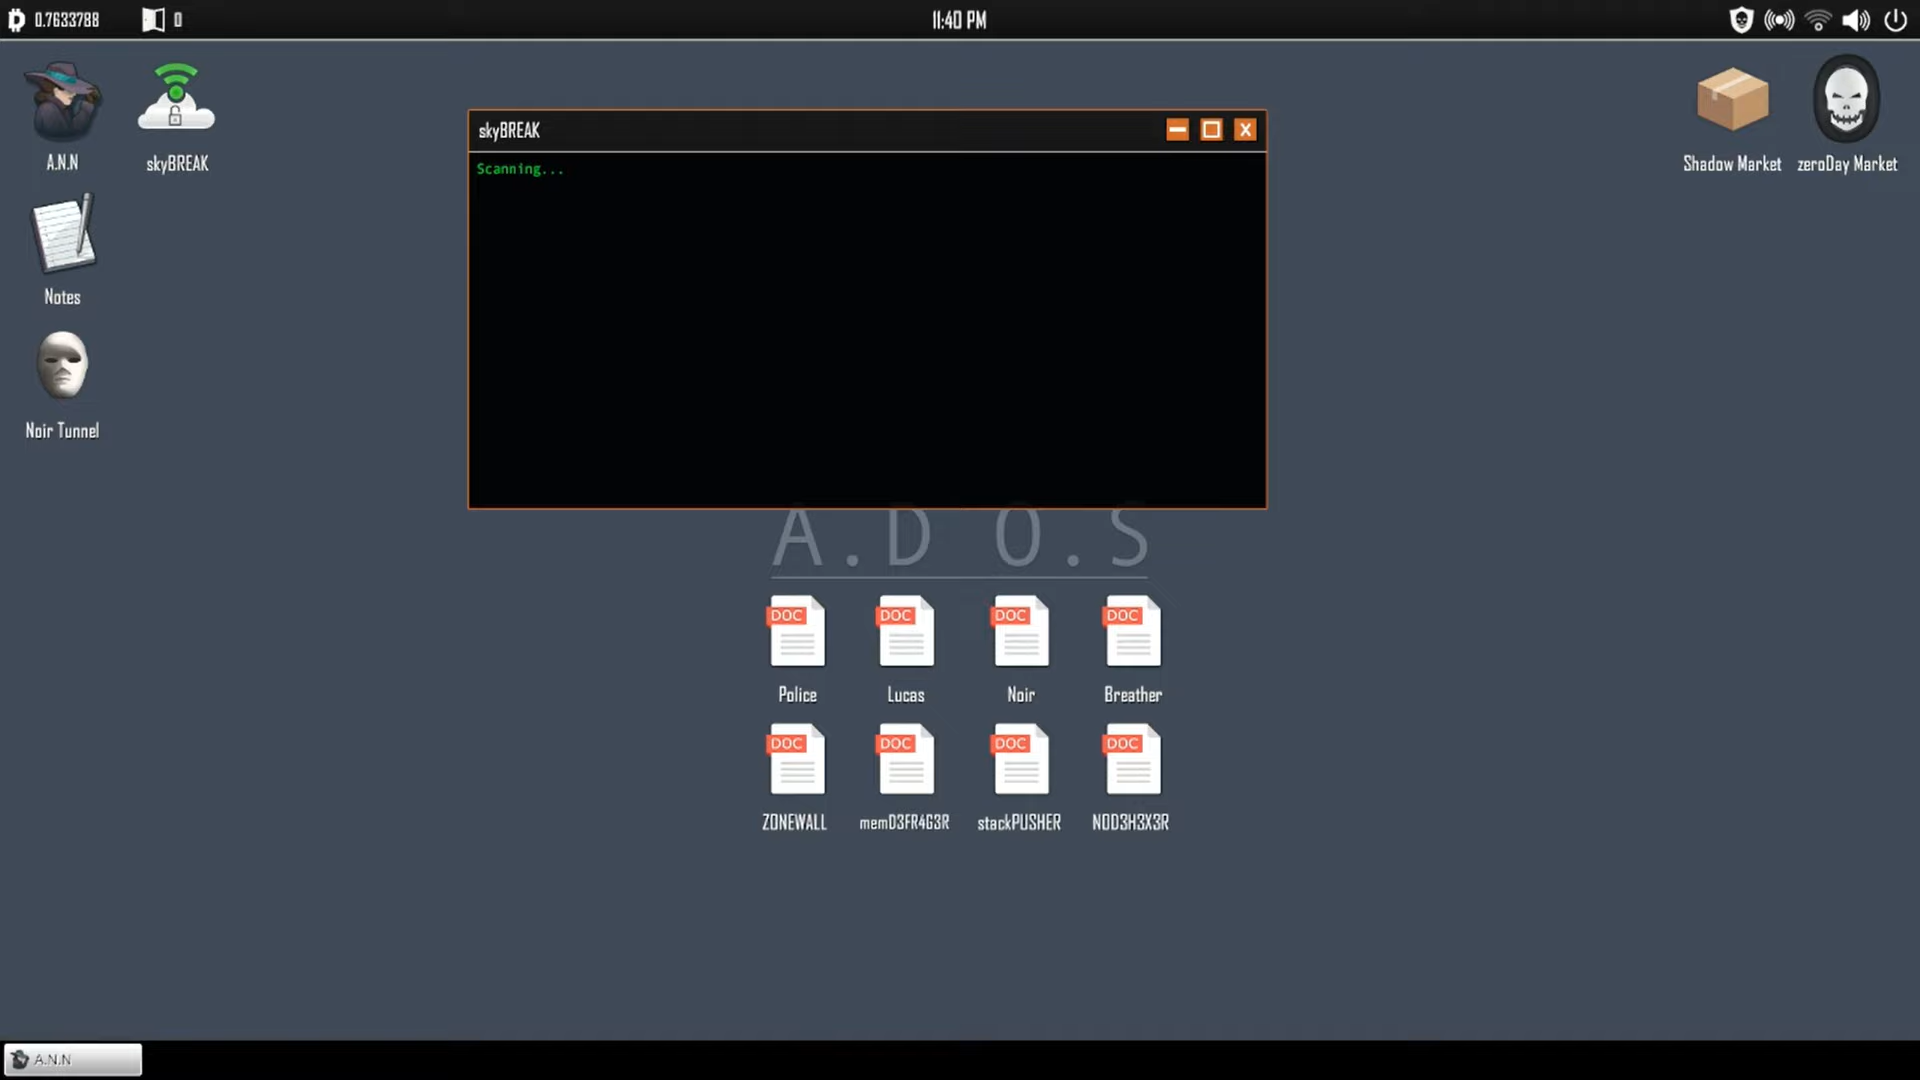 0.7633788 0 11:40 PM
A.N.N skyBREAK
Notes
Noir Tunnel
skyBREAK
Scanning...
Shadow Market zeroDay Market
A.D O.S
DOC DOC DOC DOC
Police Lucas Noir Breather
DOC DOC DOC DOC
ZONEWALL memD3FR4G3R stackPUSHER NOD3H3X3R
A.N.N